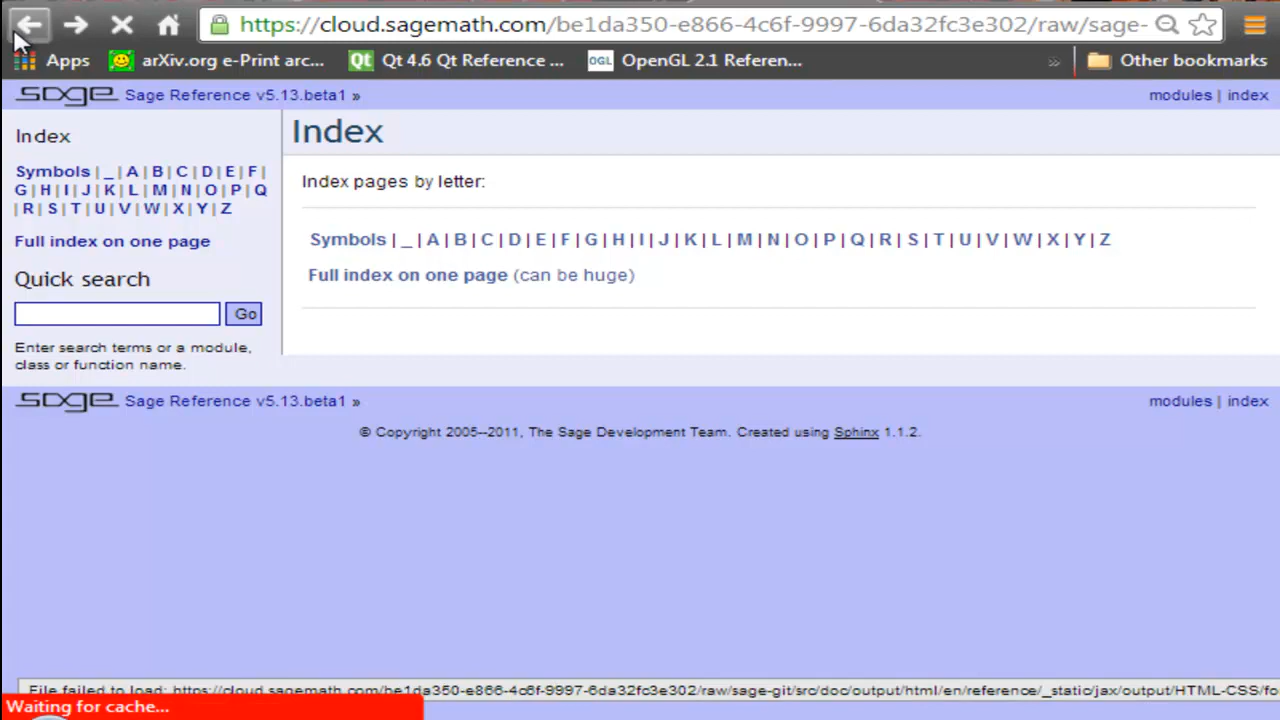 https://cloud.sagemath.com/be1da350-e866-4c6f-9997-6da32fc3e302/raw/sage-
Apps arXiv.org e-Print arc... Qt Qt 4.6 Qt Reference ... OGL OpenGL 2.1 Referen... » Other bookmarks
sage Sage Reference v5.13.beta1 » modules | index
Index
Symbols | _ | A | B | C | D | E | F |
G | H | I | J | K | L | M | N | O | P | Q
| R | S | T | U | V | W | X | Y | Z
Full index on one page
Quick search
Go
Enter search terms or a module,
class or function name.
Index
Index pages by letter:
Symbols | _ | A | B | C | D | E | F | G | H | I | J | K | L | M | N | O | P | Q | R | S | T | U | V | W | X | Y | Z
Full index on one page (can be huge)
sage Sage Reference v5.13.beta1 » modules | index
© Copyright 2005--2011, The Sage Development Team. Created using Sphinx 1.1.2.
File failed to load: https://cloud.sagemath.com/be1da350-e866-4c6f-9997-6da32fc3e302/raw/sage-git/src/doc/output/html/en/reference/_static/jax/output/HTML-CSS/fo
Waiting for cache...